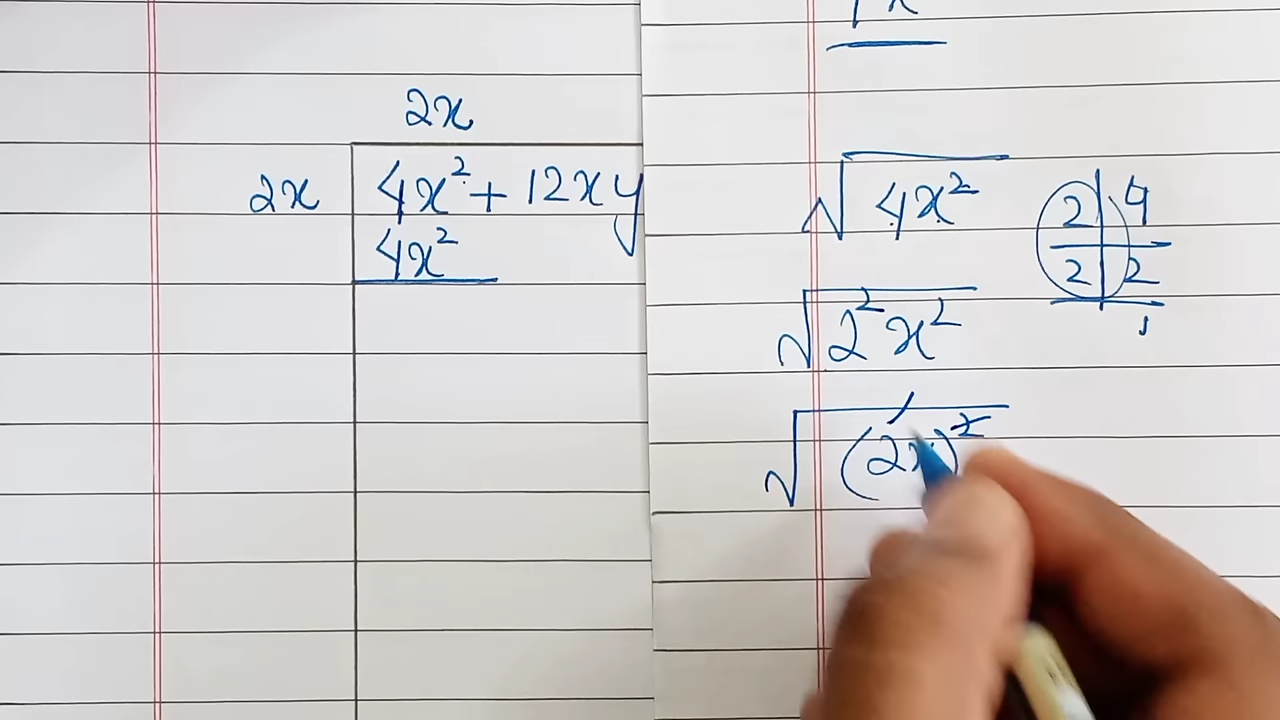 2x
2x 4x² + 12xy
4x²
√4x²
2 | 4
2 | 2
1
√2²x²
√(2x)²